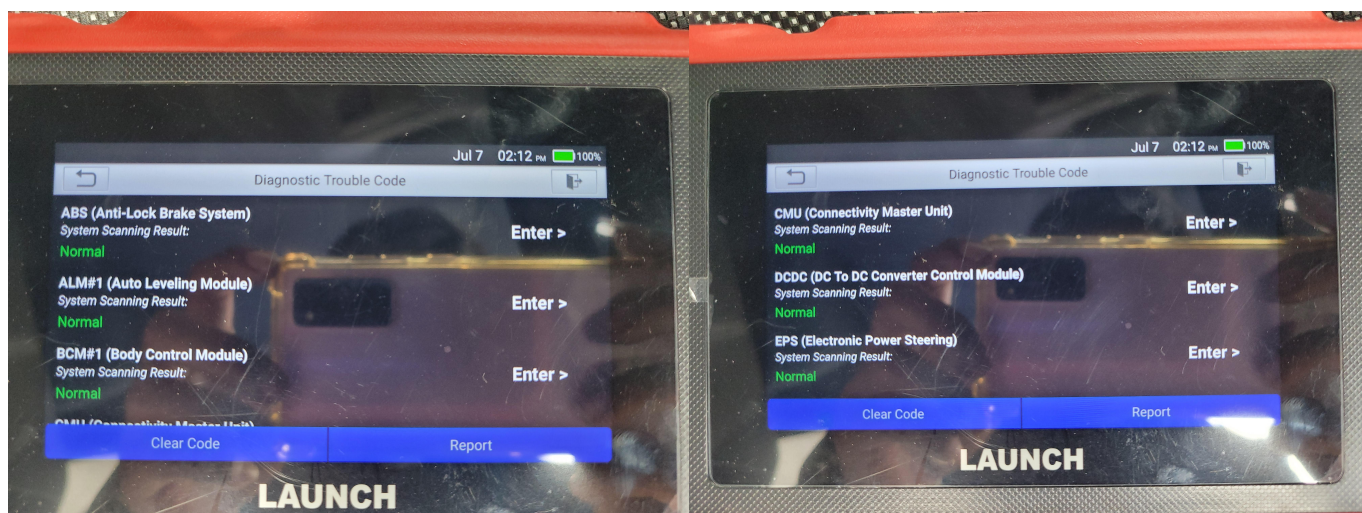 Jul 7 02:12 PM 100%
Diagnostic Trouble Code
ABS (Anti-Lock Brake System)
System Scanning Result:
Enter >
Normal
ALM#1 (Auto Leveling Module)
System Scanning Result:
Enter >
Normal
BCM#1 (Body Control Module)
System Scanning Result:
Enter >
Normal
CMU (Connectivity Master Unit)
Clear Code
Report
LAUNCH
Jul 7 02:12 PM 100%
Diagnostic Trouble Code
CMU (Connectivity Master Unit)
System Scanning Result:
Enter >
Normal
DCDC (DC To DC Converter Control Module)
System Scanning Result:
Enter >
Normal
EPS (Electronic Power Steering)
System Scanning Result:
Enter >
Normal
Clear Code
Report
LAUNCH